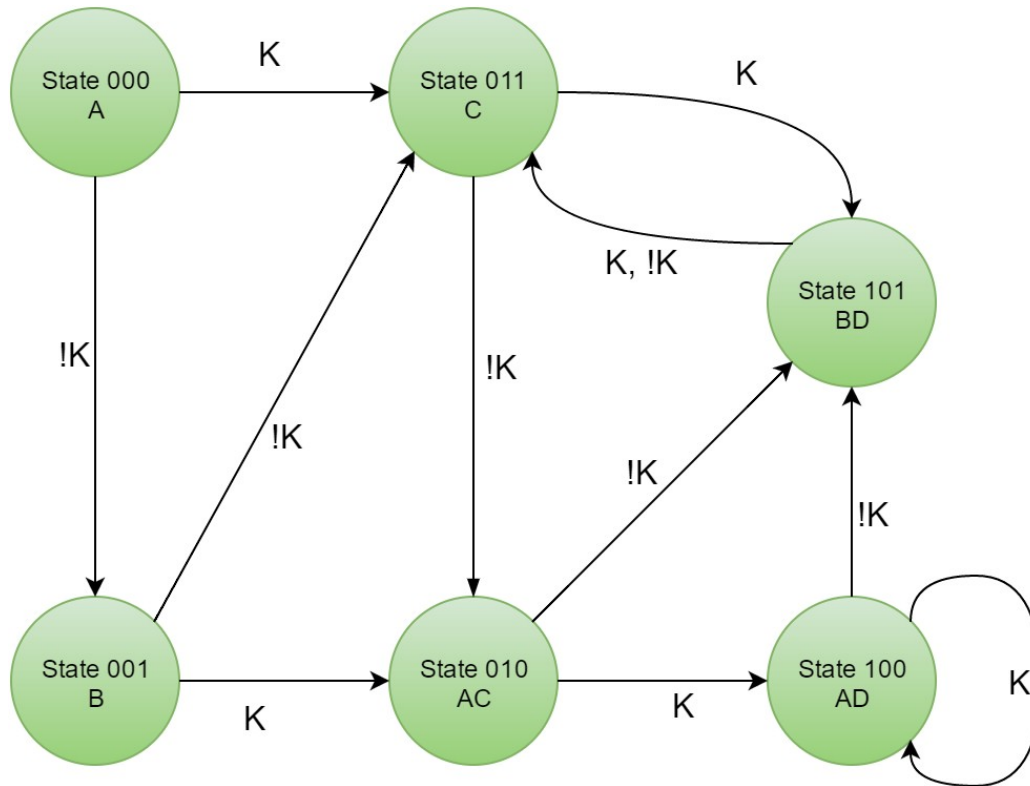 State 000
A
K
State 011
C
K
K, !K
State 101
BD
!K
!K
!K
!K
!K
State 001
B
K
State 010
AC
K
State 100
AD
K